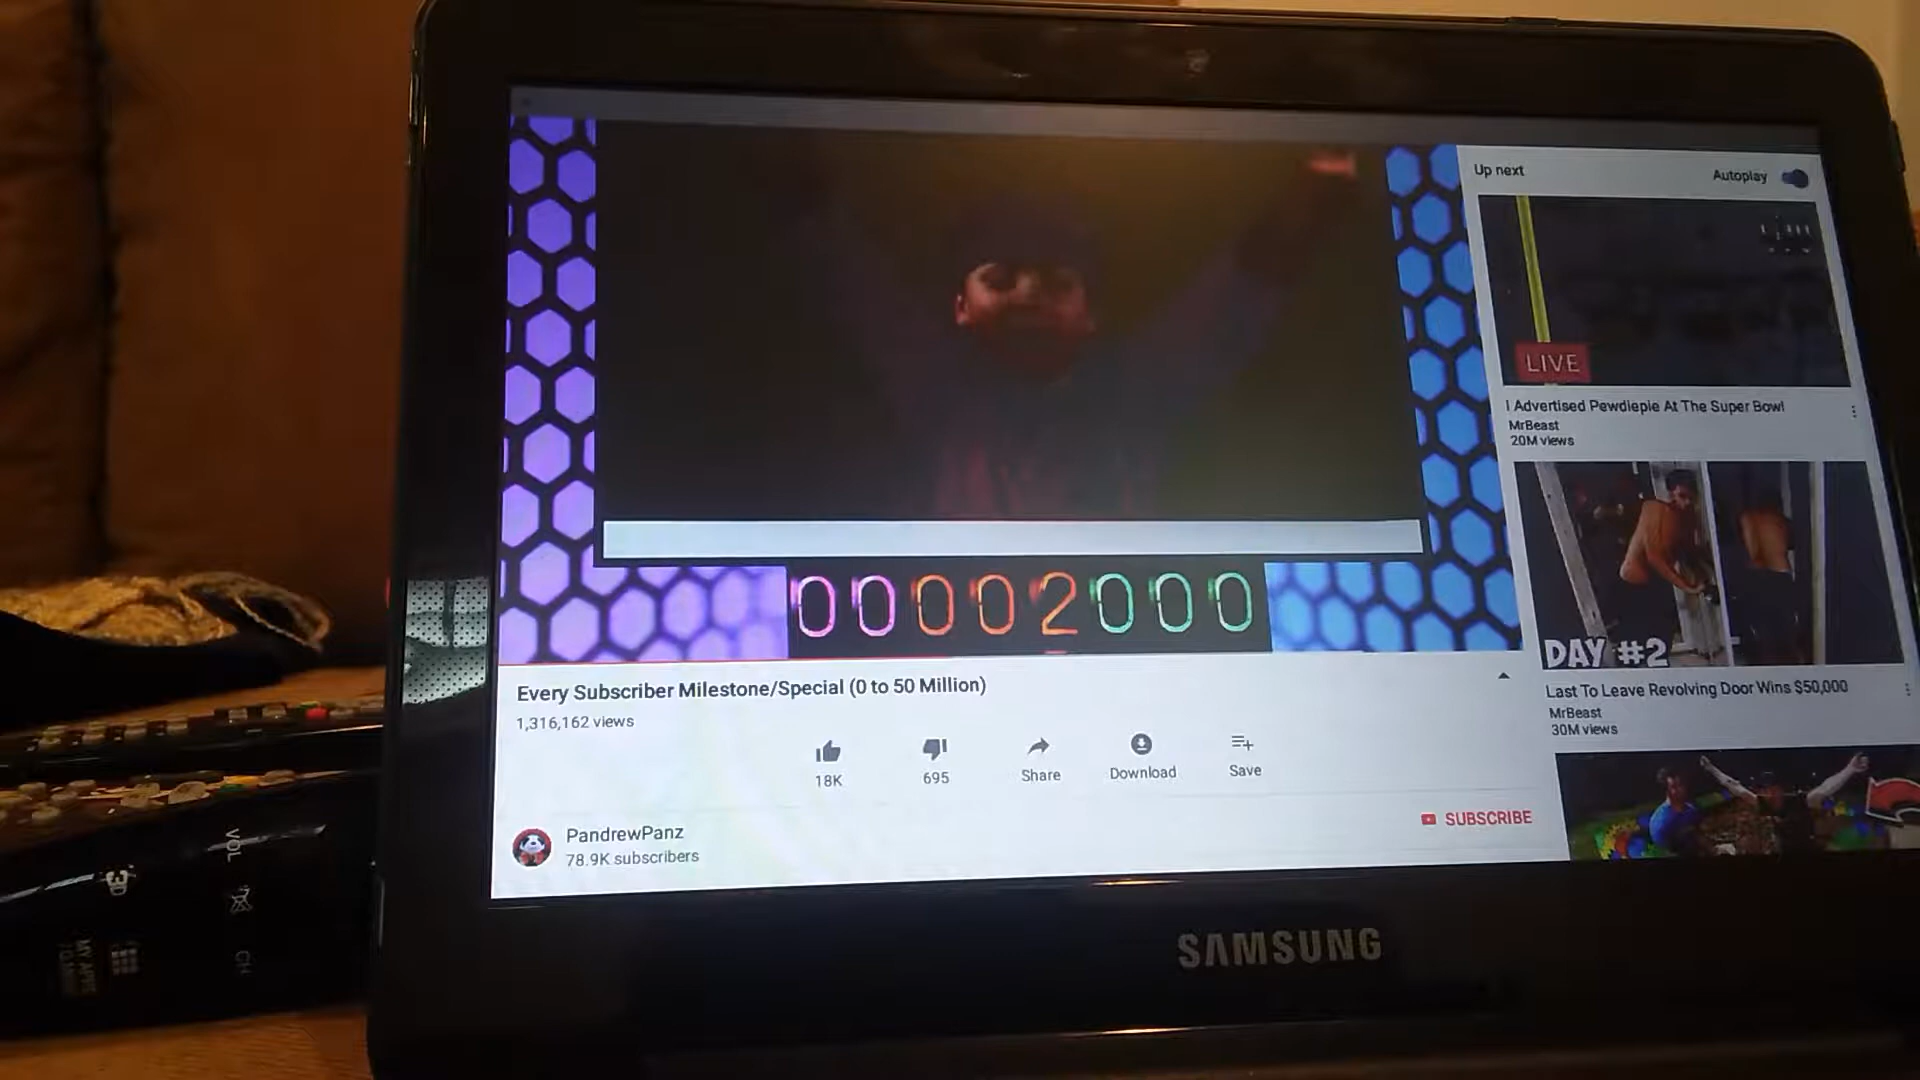 Up next
Autoplay
LIVE
I Advertised Pewdiepie At The Super Bowl
MrBeast
20M views
DAY #2
Last To Leave Revolving Door Wins $50,000
MrBeast
30M views
00002000
Every Subscriber Milestone/Special (0 to 50 Million)
1,316,162 views
18K
695
Share
Download
Save
PandrewPanz
78.9K subscribers
SUBSCRIBE
SAMSUNG
VOL
3D
CH